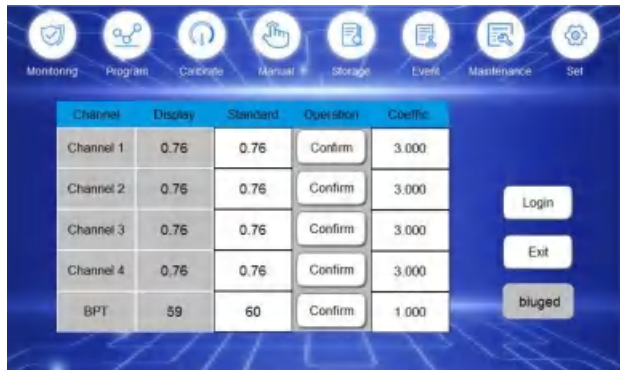 Monitoring Program Calibrate Manual Storage Event Maintenance Set
Channel Display Standard Operation Coeffic.
Channel 1 0.76 0.76 Confirm 3.000
Channel 2 0.76 0.76 Confirm 3.000
Channel 3 0.76 0.76 Confirm 3.000
Channel 4 0.76 0.76 Confirm 3.000
BPT 59 60 Confirm 1.000
Login
Exit
biuged